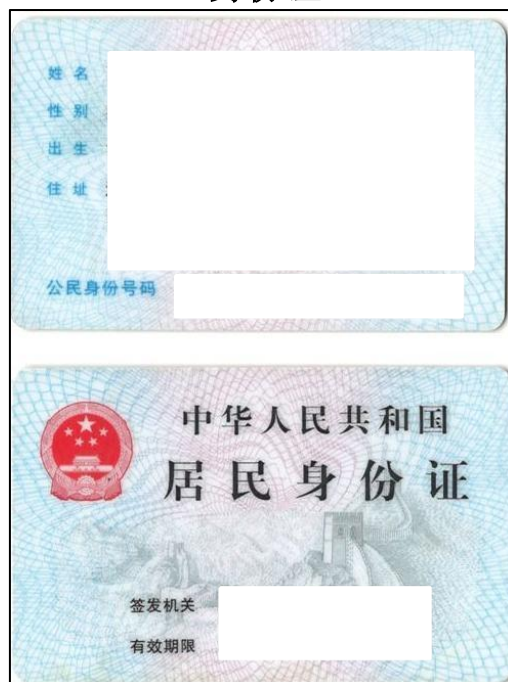 姓 名
性 别
出 生
住 址
公民身份号码
中华人民共和国
居民身份证
签发机关
有效期限